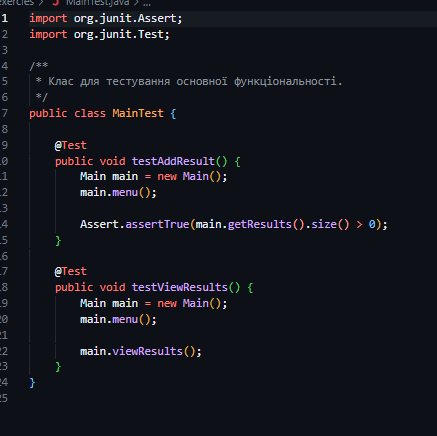 exercies > J MainTest.java > ...
1 import org.junit.Assert;
2 import org.junit.Test;
3
4 /**
5  * Клас для тестування основної функціональності.
6  */
7 public class MainTest {
8
9     @Test
10     public void testAddResult() {
11         Main main = new Main();
12         main.menu();
13
14         Assert.assertTrue(main.getResults().size() > 0);
15     }
16
17     @Test
18     public void testViewResults() {
19         Main main = new Main();
20         main.menu();
21
22         main.viewResults();
23     }
24 }
25